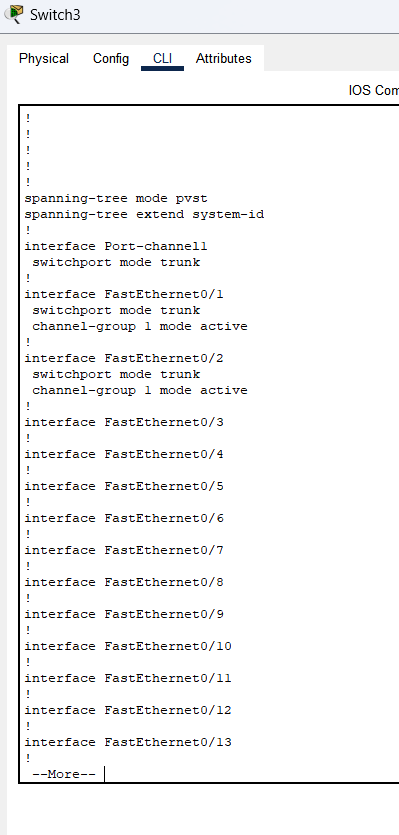 Switch3
Physical Config CLI Attributes
IOS Com
!
!
!
!
!
spanning-tree mode pvst
spanning-tree extend system-id
!
interface Port-channel1
switchport mode trunk
!
interface FastEthernet0/1
switchport mode trunk
channel-group 1 mode active
!
interface FastEthernet0/2
switchport mode trunk
channel-group 1 mode active
!
interface FastEthernet0/3
!
interface FastEthernet0/4
!
interface FastEthernet0/5
!
interface FastEthernet0/6
!
interface FastEthernet0/7
!
interface FastEthernet0/8
!
interface FastEthernet0/9
!
interface FastEthernet0/10
!
interface FastEthernet0/11
!
interface FastEthernet0/12
!
interface FastEthernet0/13
!
--More--